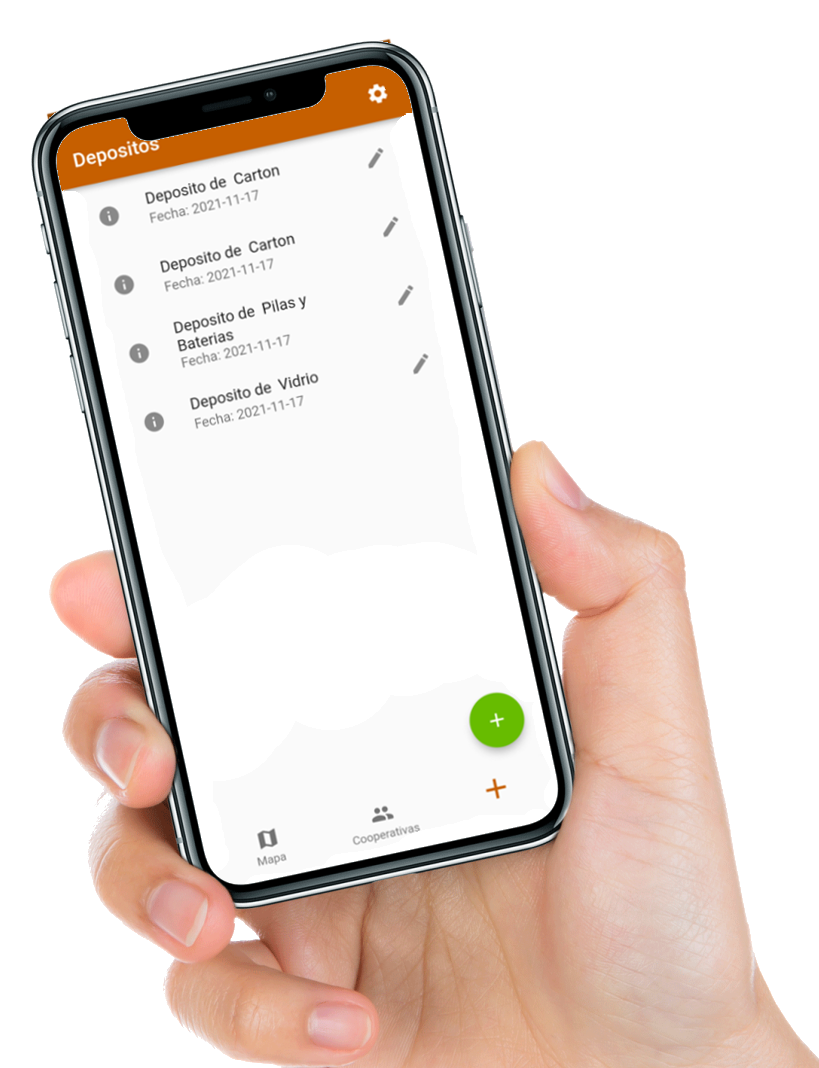 Depositos
Deposito de Carton
Fecha: 2021-11-17
Deposito de Carton
Fecha: 2021-11-17
Deposito de Pilas y
Baterias
Fecha: 2021-11-17
Deposito de Vidrio
Fecha: 2021-11-17
Mapa
Cooperativas